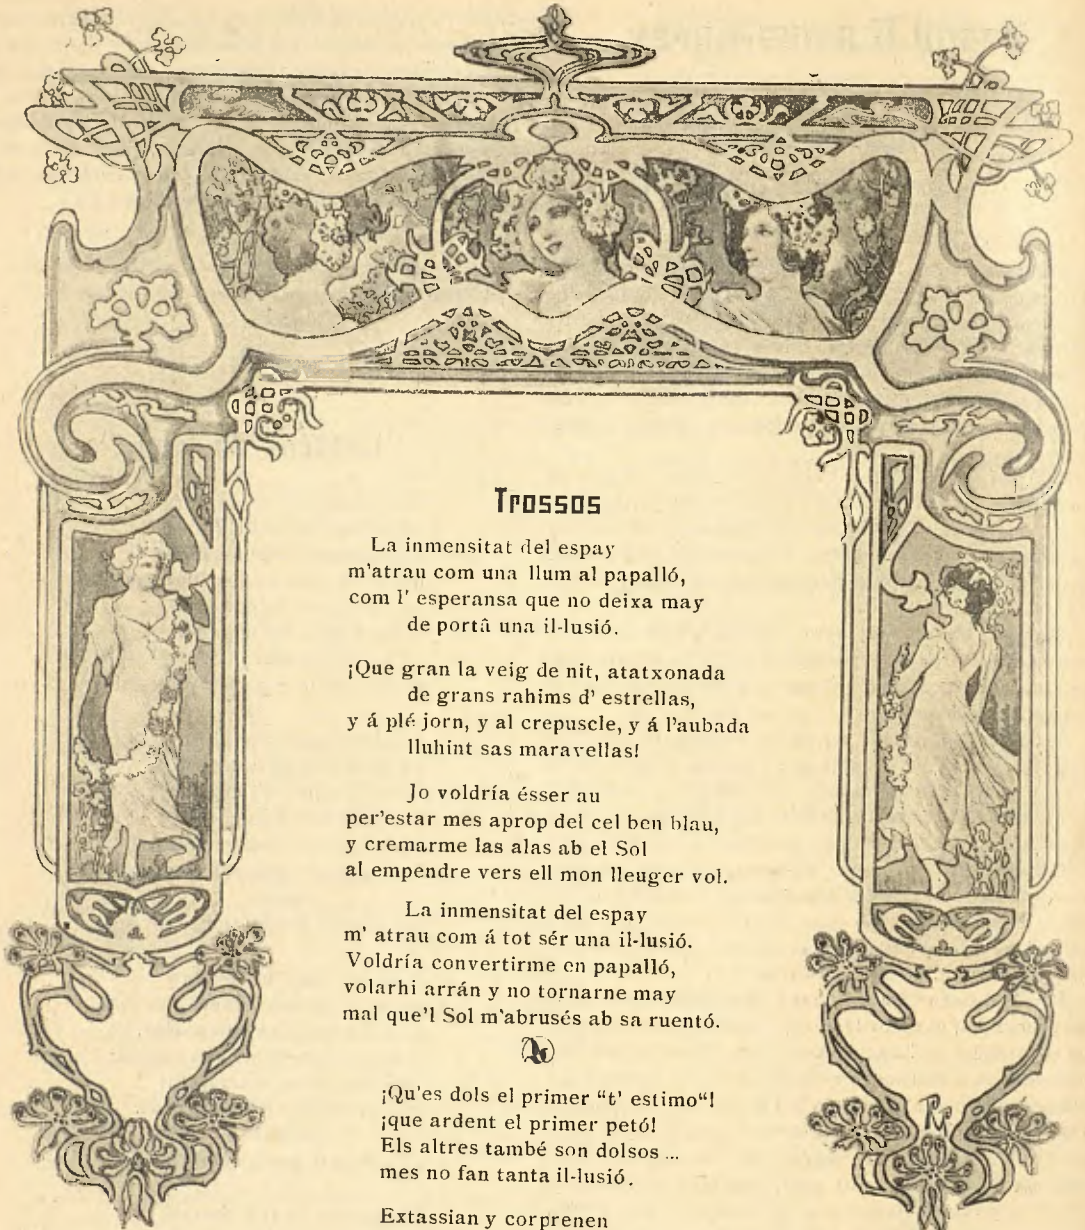 Trossos
La inmensitat del espay
m'atrau com una llum al papalló,
com l' esperansa que no deixa may
de portâ una il-lusió.
¡Que gran la veig de nit, atatxonada
de grans rahims d' estrellas,
y á plé jorn, y al crepuscle, y á l'aubada
lluhint sas maravellas!
Jo voldría ésser au
per'estar mes aprop del cel ben blau,
y cremarme las alas ab el Sol
al empendre vers ell mon lleuger vol.
La inmensitat del espay
m' atrau com á tot sér una il-lusió.
Voldría convertirme en papalló,
volarhi arrán y no tornarne may
mal que'l Sol m'abrusés ab sa ruentó.
¡Qu'es dols el primer “t' estimo“!
¡que ardent el primer petó!
Els altres també son dolsos ...
mes no fan tanta il-lusió.
Extassian y corprenen